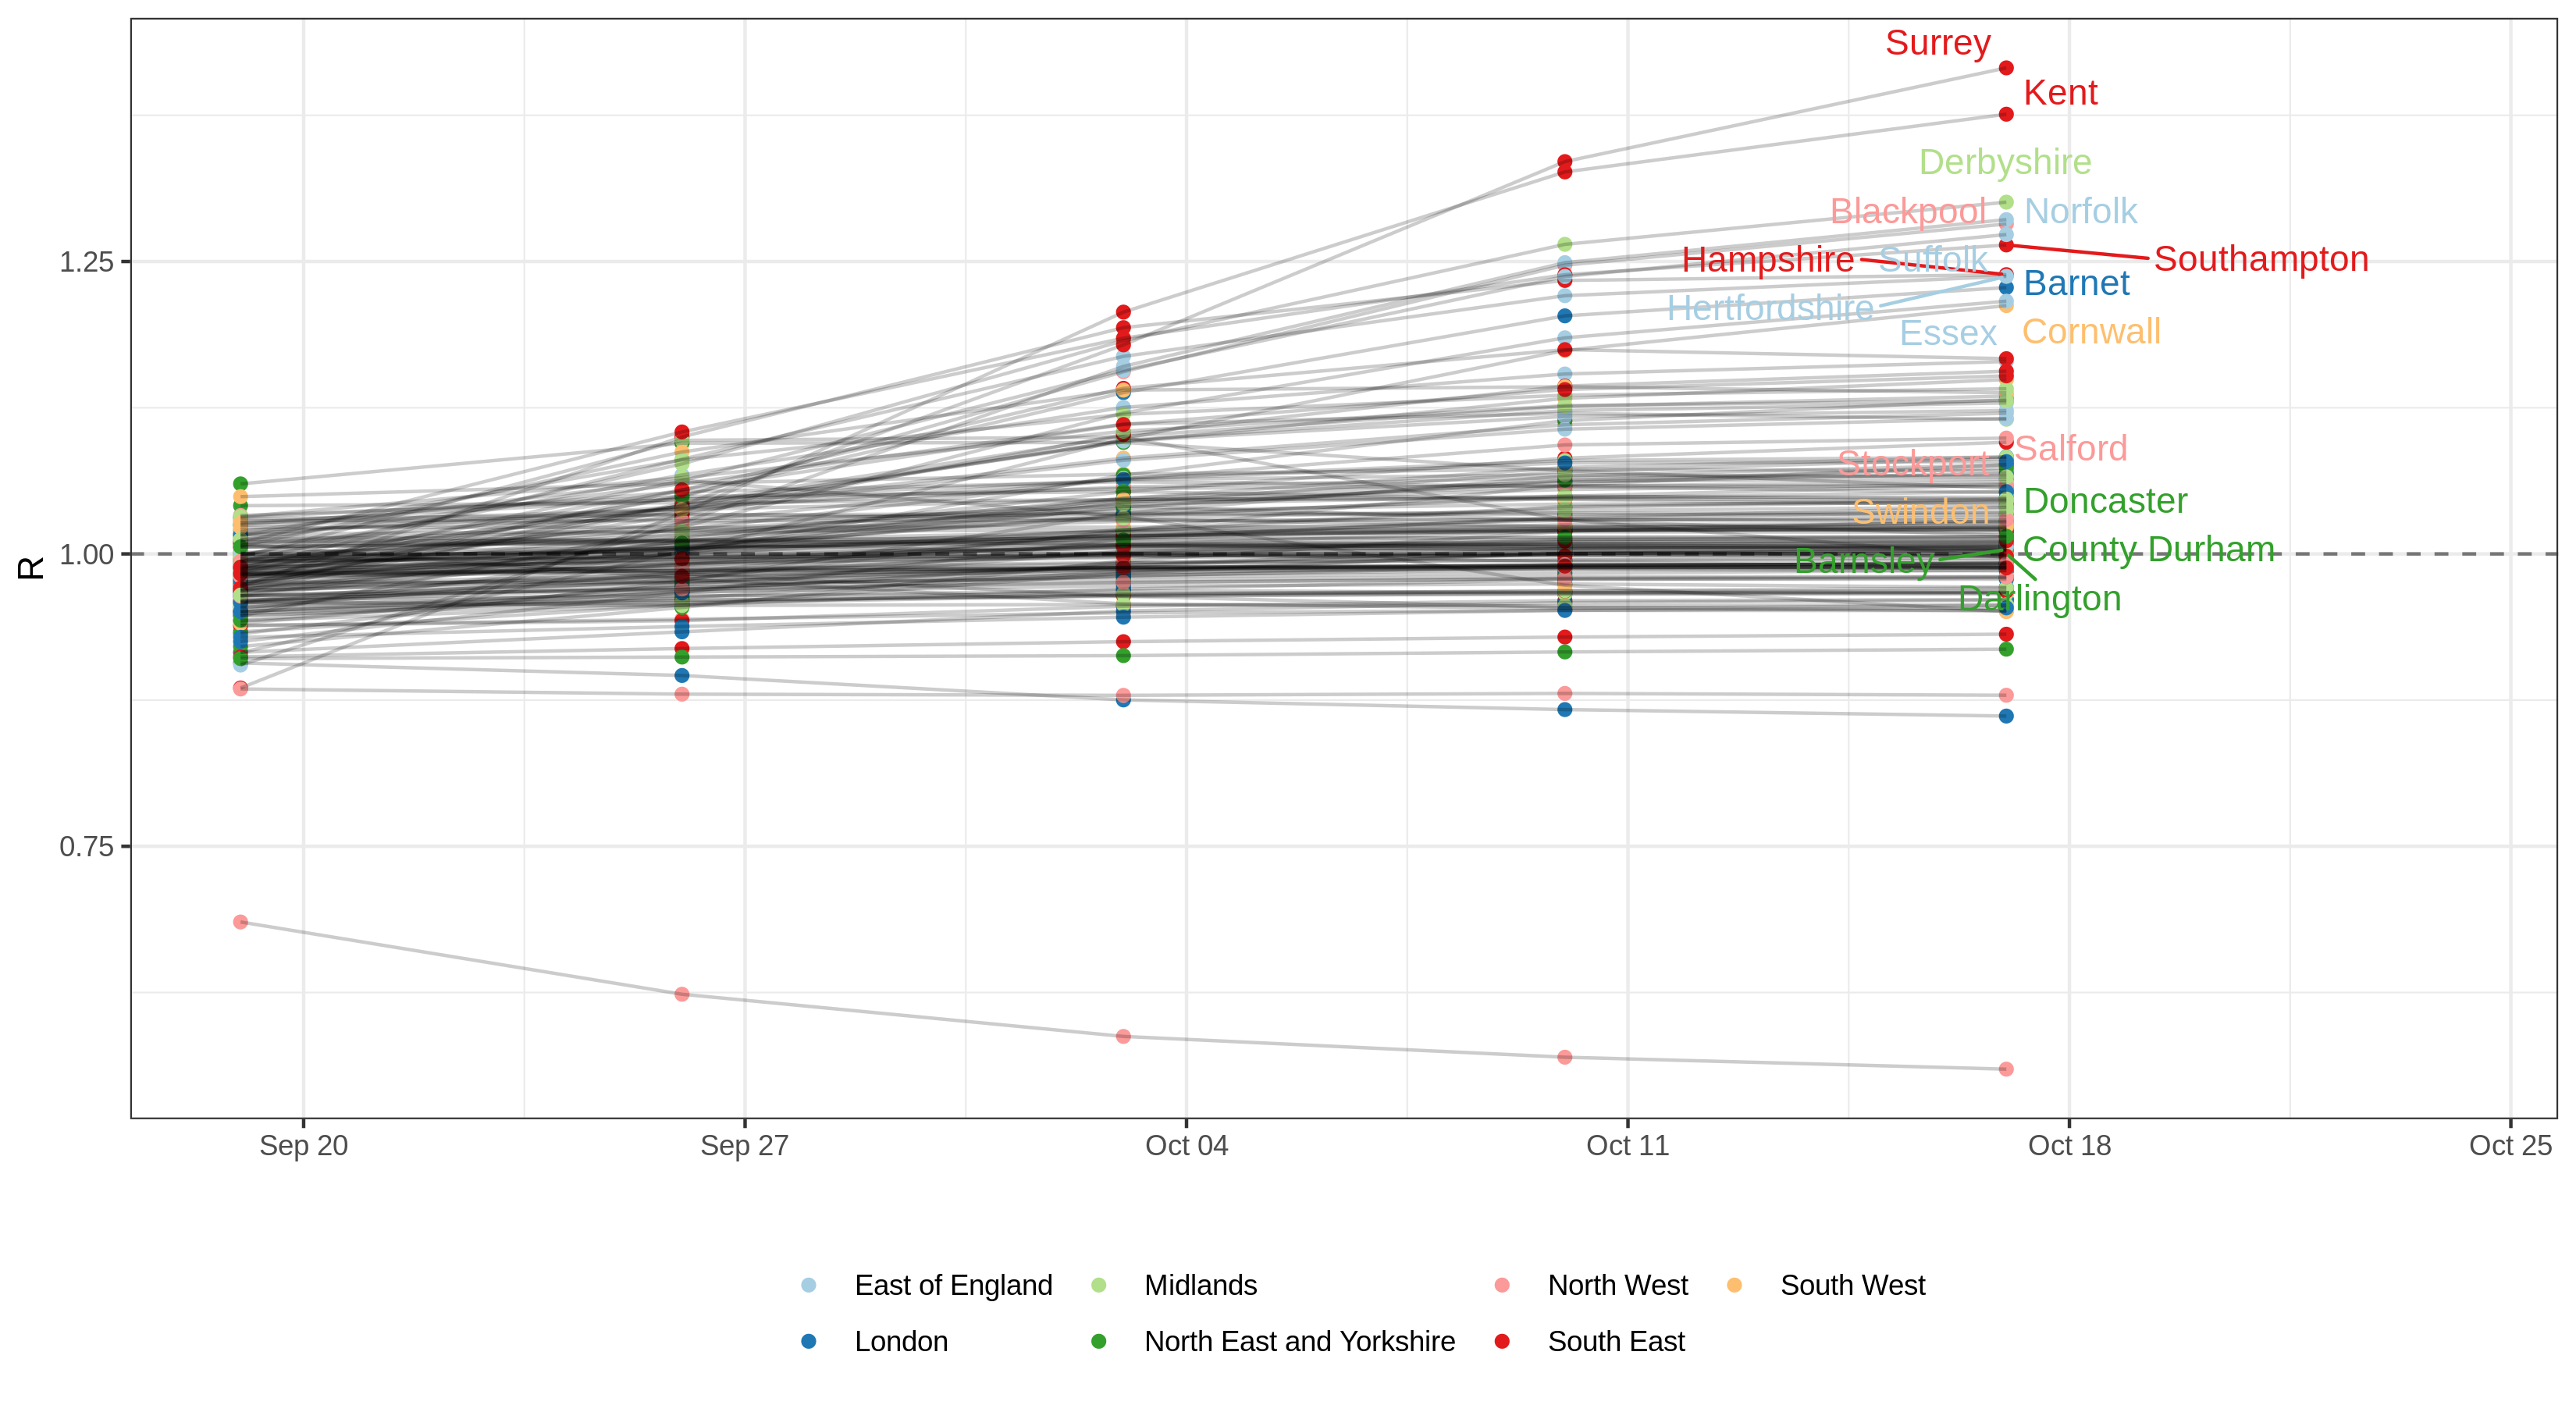 Surrey
Kent
Derbyshire
Blackpool
Norfolk
Hampshire
Suffolk
Southampton
1.25
Barnet
Hertfordshire
Essex
Cornwall
Stockport
Salford
Swindon
Doncaster
1.00
Barnsley
County Durham
R
Darlington
0.75
Sep 20
Sep 27
Oct 04
Oct 11
Oct 18
Oct 25
East of England
Midlands
North West
South West
London
North East and Yorkshire
South East